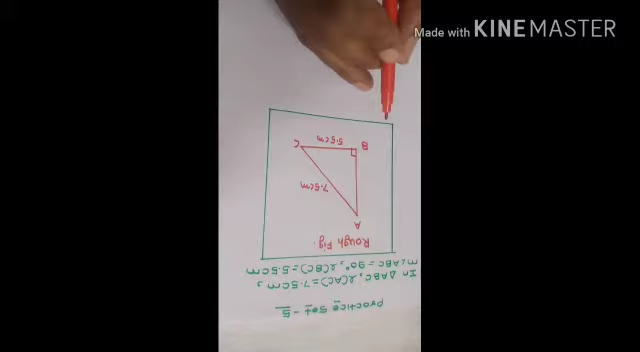 Made with KINEMASTER
Practice Set - 5
In △ ABC, l(AC)=7.5cm,
m∠ABC = 90°, l(BC)=5.5cm
Rough Fig.
A
7.5cm
B
C
5.5cm